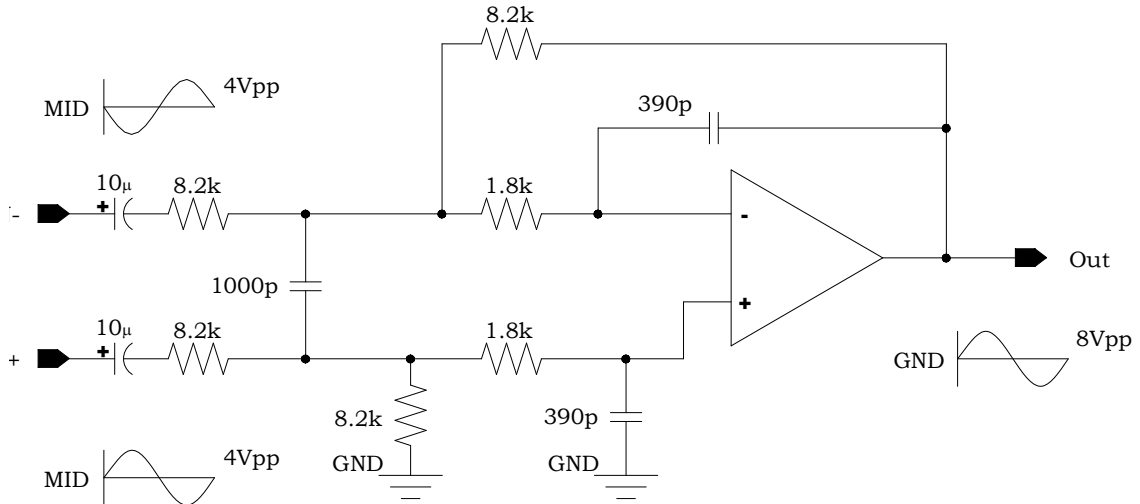 8.2k
MID
4Vpp
390p
10µ
8.2k
1.8k
+
-
-
1000p
Out
10µ
8.2k
1.8k
+
+
+
8.2k
390p
GND
8Vpp
GND
GND
MID
4Vpp